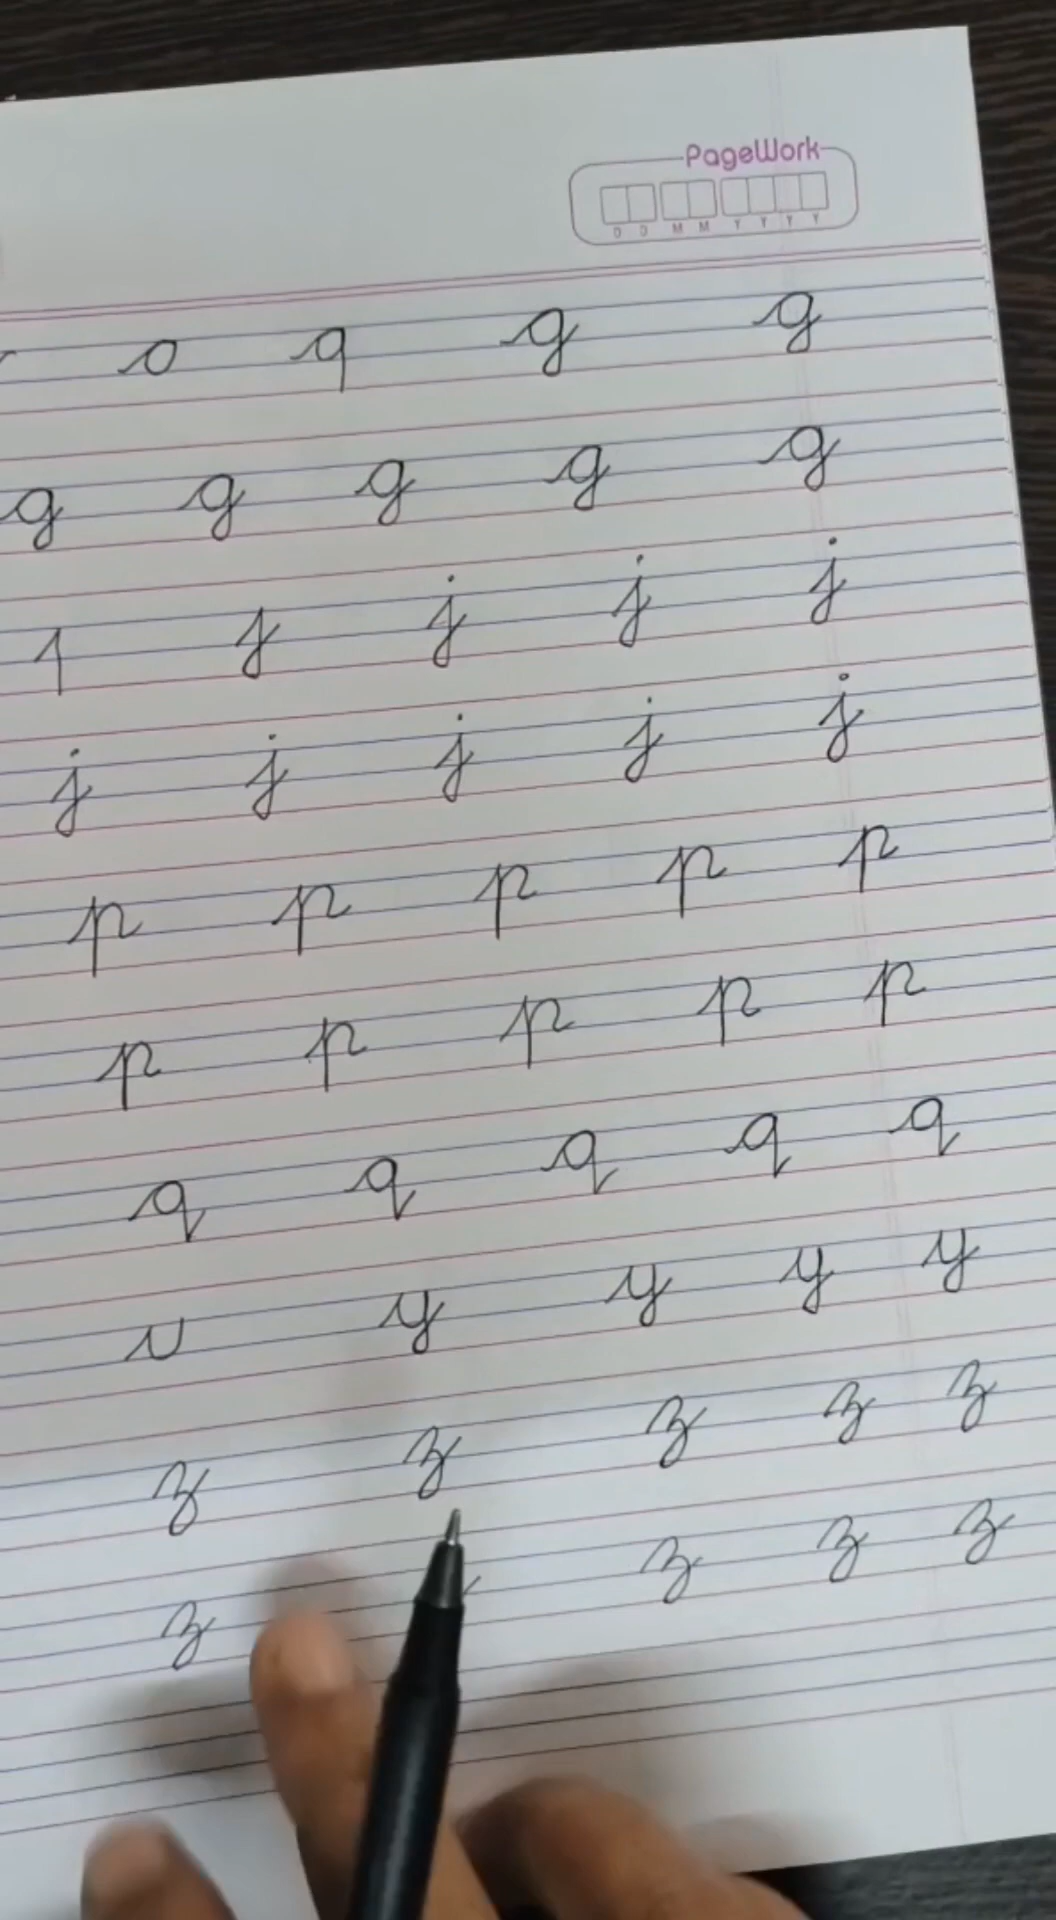 PageWork
D D M M Y Y Y Y
o q g g
g g g g g
j j j j
j j j j j
p p p p p
p p p p p
q q q q q
y y y y
z z z z z
z z z z